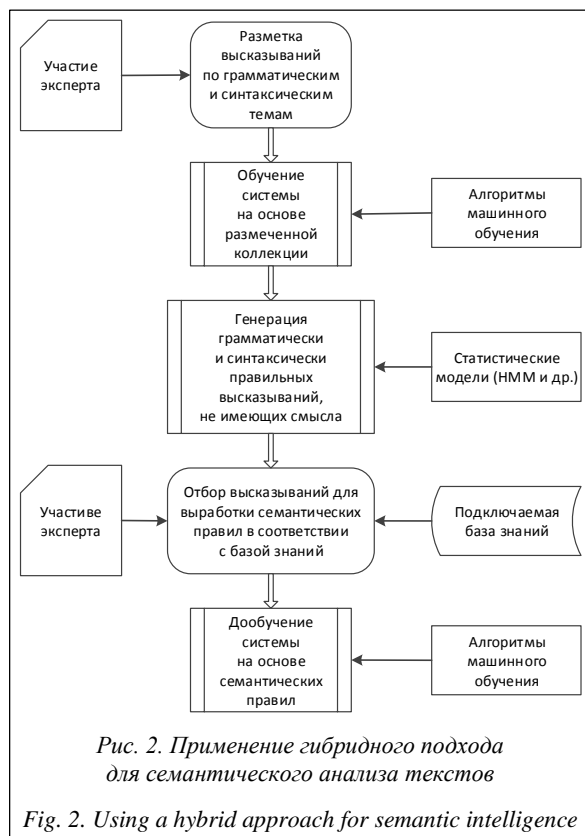 Участие
эксперта
Разметка
высказываний
по грамматическим
и синтаксическим
темам
Обучение
системы
на основе
размеченной
коллекции
Алгоритмы
машинного
обучения
Генерация
грамматически
и синтаксически
правильных
высказываний,
не имеющих смысла
Статистические
модели (HMM и др.)
Участиве
эксперта
Отбор высказываний для
выработки семантических
правил в соответствии
с базой знаний
Подключаемая
база знаний
Дообучение
системы
на основе
семантических
правил
Алгоритмы
машинного
обучения
Рис. 2. Применение гибридного подхода
для семантического анализа текстов
Fig. 2. Using a hybrid approach for semantic intelligence